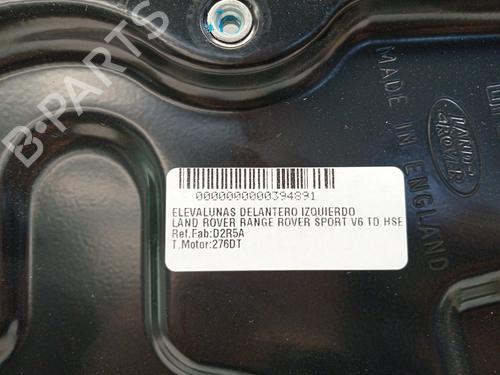 B-PARTS
MADE IN ENGLAND
LAND ROVER
0000000000394891
ELEVALUNAS DELANTERO IZQUIERDO
LAND ROVER RANGE ROVER SPORT V6 TD HSE
Ref.Fab:D2R5A
T.Motor:276DT